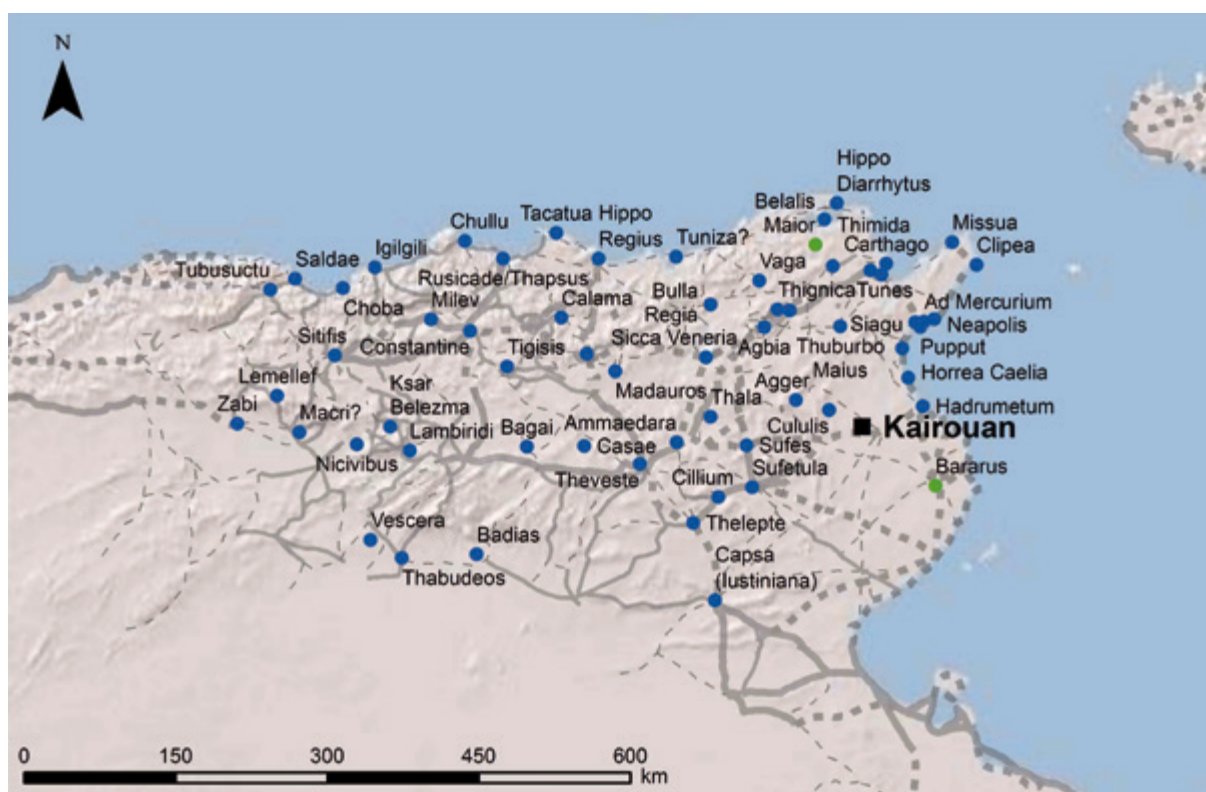 N
Hippo
Diarrhytus
Belalis
Maior
Thimida
Carthago
Missua
Clipea
Chullu
Tacatua
Hippo
Regius
Tuniza?
Igilgili
Saldae
Tubusuctu
Rusicade/Thapsus
Vaga
Choba
Milev
Calama
Bulla
Regia
Thignica
Tunes
Ad Mercurium
Neapolis
Siagu
Sitifis
Constantine
Tigisis
Sicca Veneria
Agbia
Thuburbo
Maius
Pupput
Horrea Caelia
Lemellef
Ksar
Belezma
Madauros
Thala
Agger
Hadrumetum
Zabi
Macri?
Lambiridi
Bagai
Ammaedara
Casae
Cululis
Kairouan
Nicivibus
Theveste
Sufes
Cillium
Sufetula
Bararus
Vescera
Badias
Thelepte
Thabudeos
Capsa
(Iustiniana)
0 150 300 450 600
km